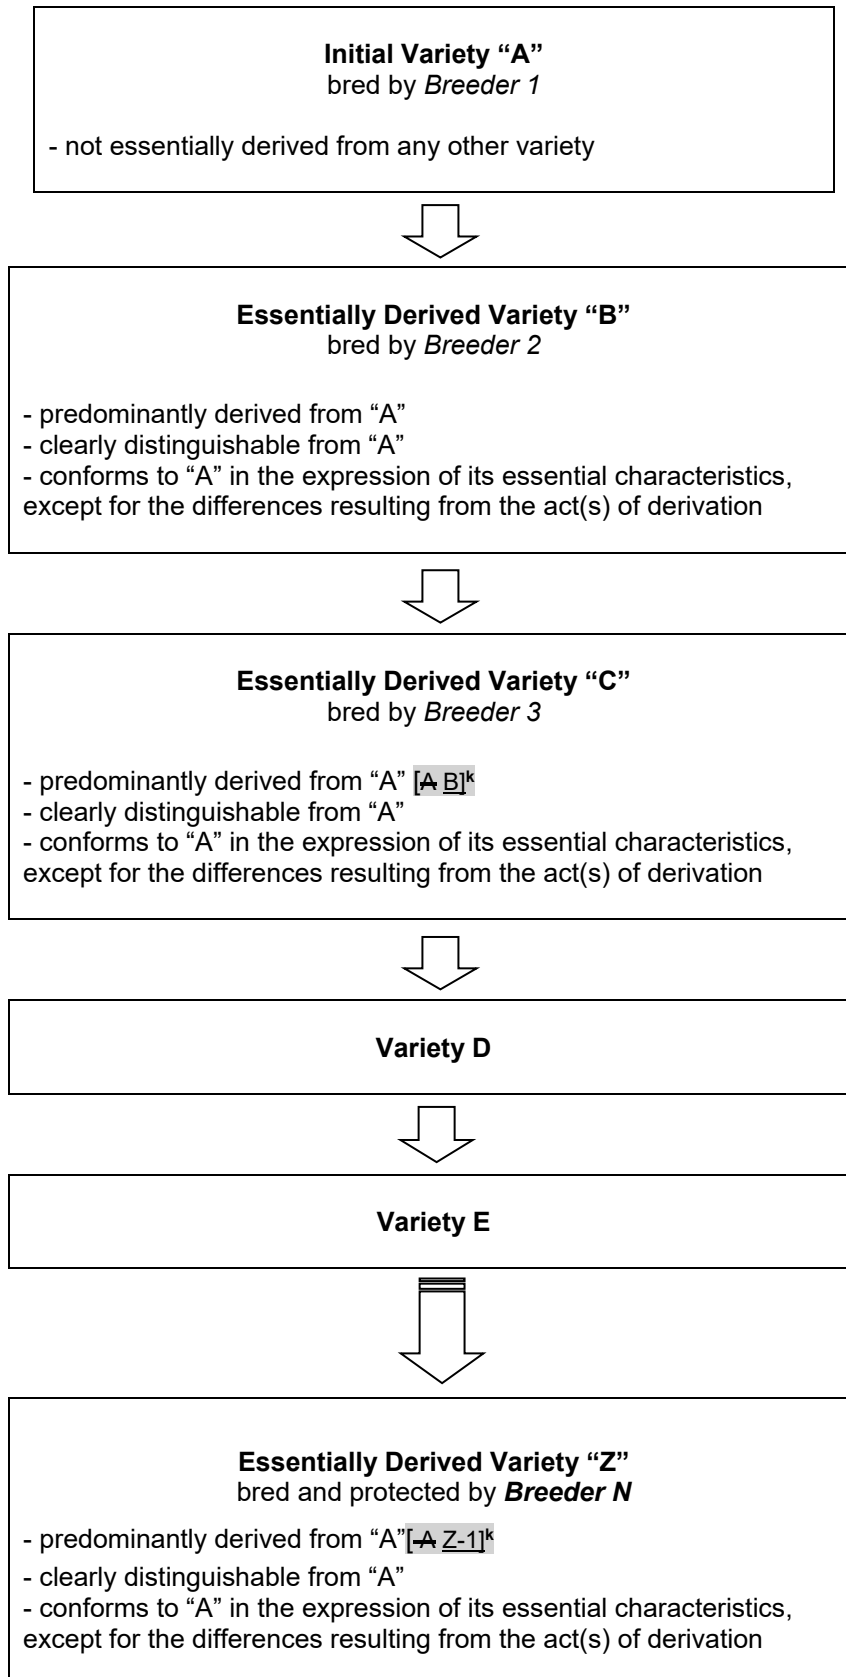 Initial Variety “A”
bred by Breeder 1
- not essentially derived from any other variety
Essentially Derived Variety “B”
bred by Breeder 2
- predominantly derived from “A”
- clearly distinguishable from “A”
- conforms to “A” in the expression of its essential characteristics,
except for the differences resulting from the act(s) of derivation
Essentially Derived Variety “C”
bred by Breeder 3
- predominantly derived from “A” [A B]k
- clearly distinguishable from “A”
- conforms to “A” in the expression of its essential characteristics,
except for the differences resulting from the act(s) of derivation
Variety D
Variety E
Essentially Derived Variety “Z”
bred and protected by Breeder N
- predominantly derived from “A”[ A Z-1]k
- clearly distinguishable from “A”
- conforms to “A” in the expression of its essential characteristics,
except for the differences resulting from the act(s) of derivation